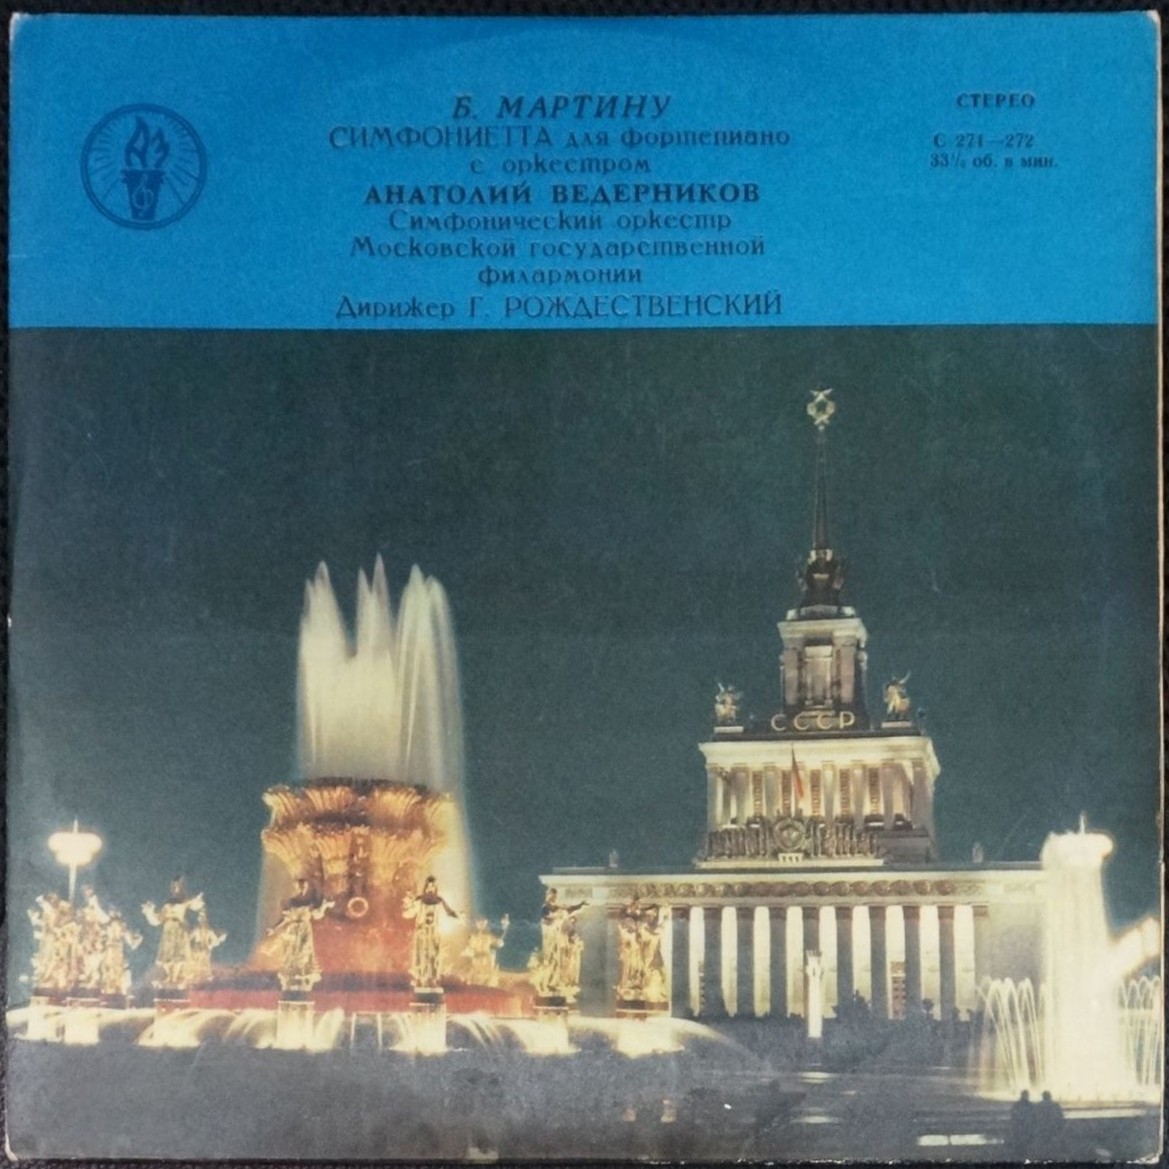 Б. МАРТИНУ
СИМФОНИЕТТА для фортепиано
с оркестром
АНАТОЛИЙ ВЕДЕРНИКОВ
Симфонический оркестр
Московской государственной
филармонии
Дирижер Г. РОЖДЕСТВЕНСКИЙ
СТЕРЕО
С 271—272
33⅓ об. в мин.
СССР